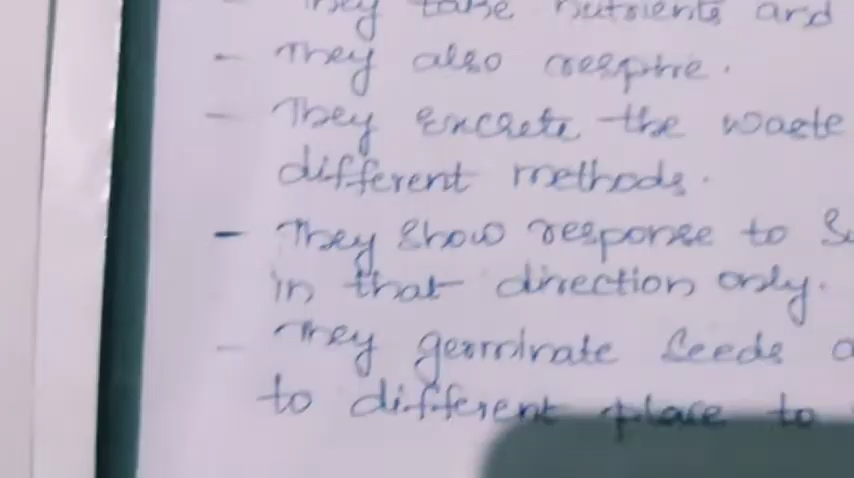 - They take nutrients and
- They also respire.
- They excrete the waste
different methods.
- They show response to Su
in that direction only.
- They germinate seeds a
to different place to